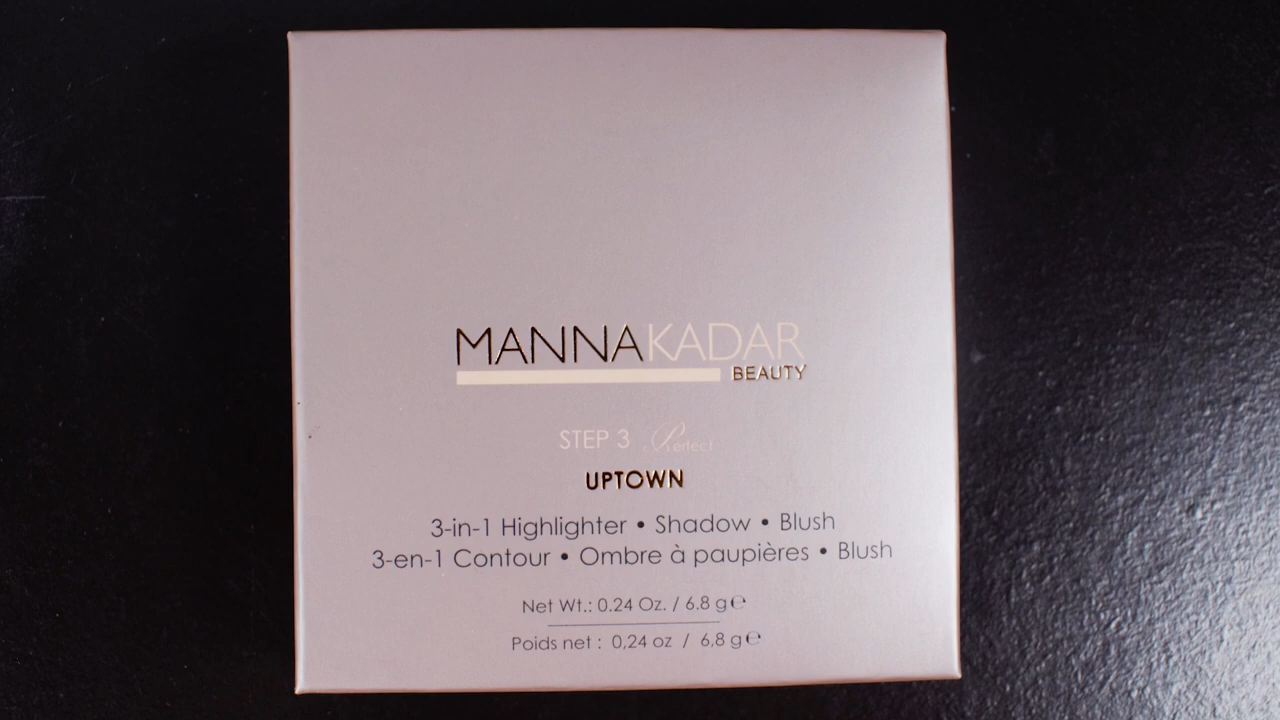 MANNAKADAR
BEAUTY
STEP 3 Perfect
UPTOWN
3-in-1 Highlighter • Shadow • Blush
3-en-1 Contour • Ombre à paupières • Blush
Net Wt.: 0.24 Oz. / 6.8 g℮
Poids net : 0,24 oz / 6,8 g℮